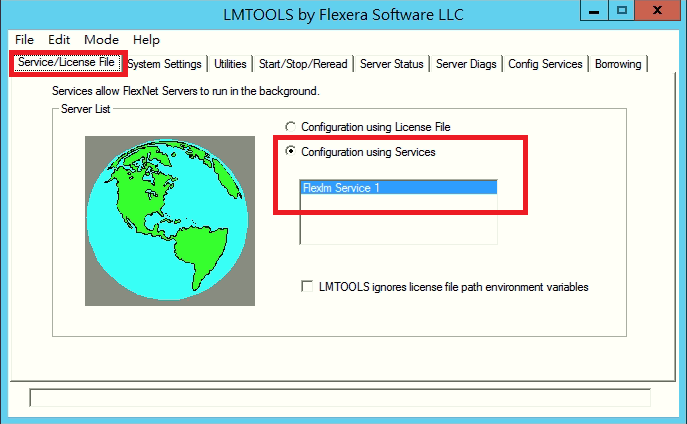 LMTOOLS by Flexera Software LLC
File Edit Mode Help
Service/License File System Settings Utilities Start/Stop/Reread Server Status Server Diags Config Services Borrowing
Services allow FlexNet Servers to run in the background.
Server List
Configuration using License File
Configuration using Services
Flexlm Service 1
LMTOOLS ignores license file path environment variables